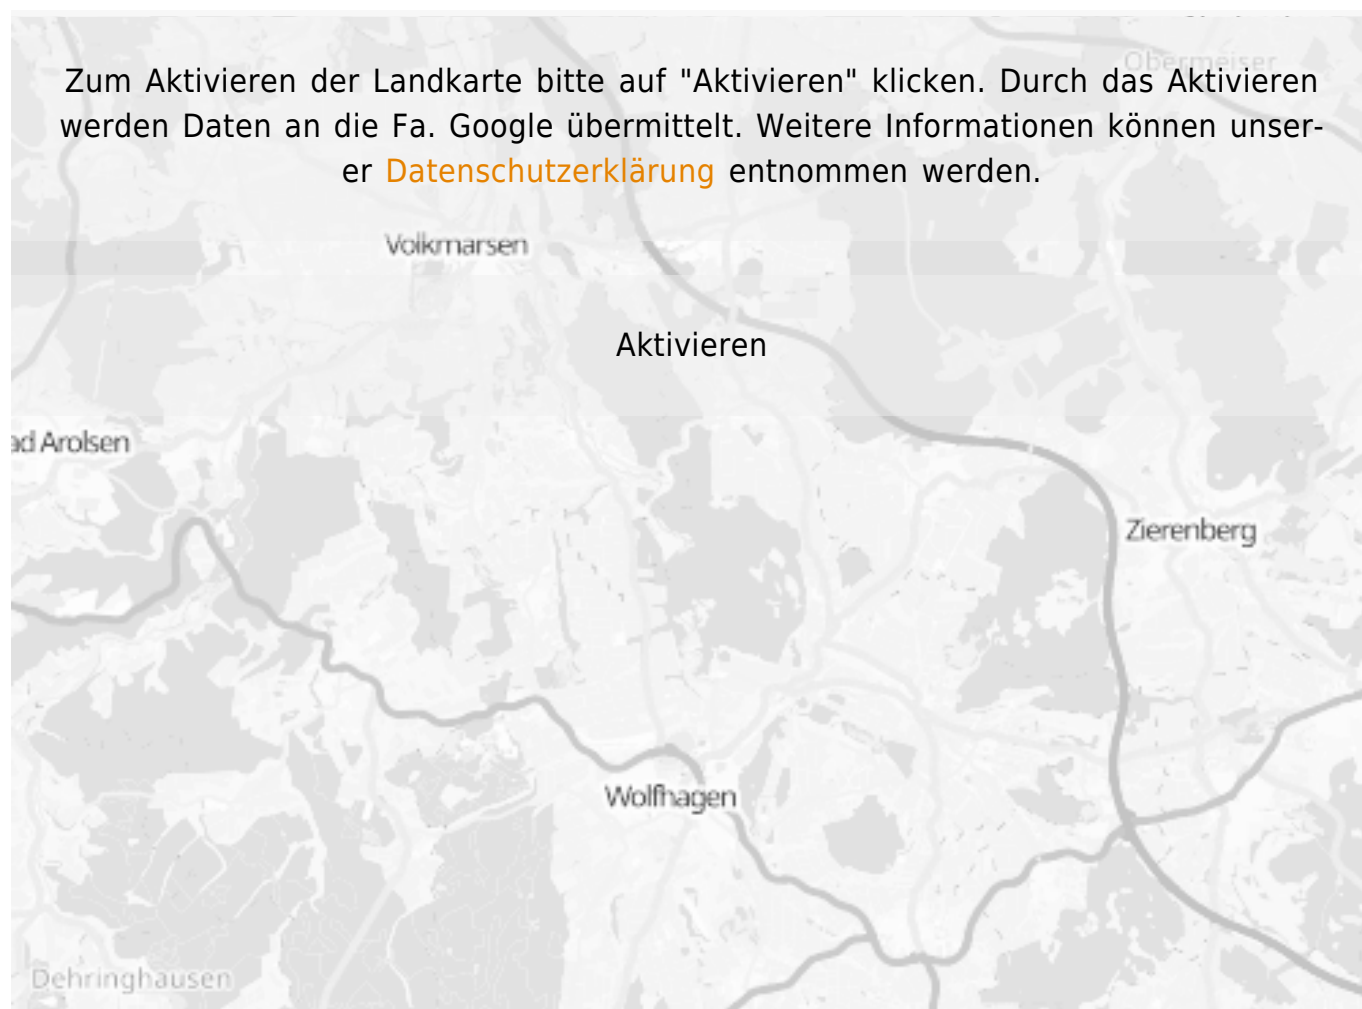 Obermeiser
Zum Aktivieren der Landkarte bitte auf "Aktivieren" klicken. Durch das Aktivieren
werden Daten an die Fa. Google übermittelt. Weitere Informationen können unser-
er Datenschutzerklärung entnommen werden.
Volkmarsen
Aktivieren
ad Arolsen
Zierenberg
Wolfhagen
Dehringhausen